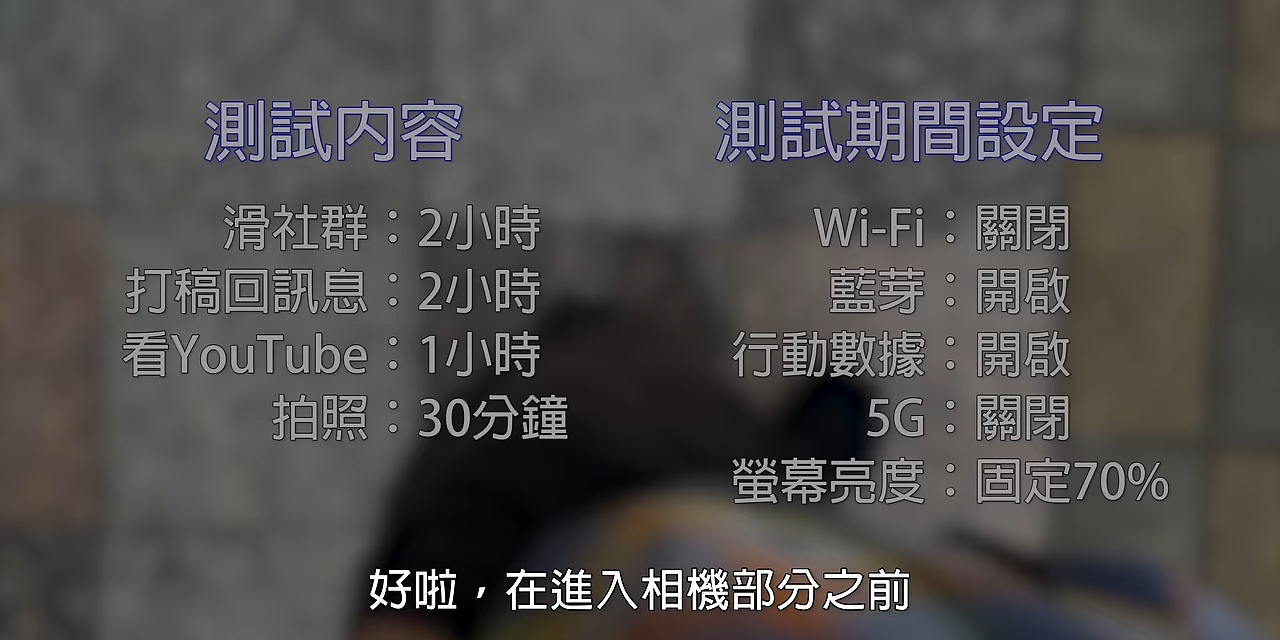 測試內容
滑社群：2小時
打稿回訊息：2小時
看YouTube：1小時
拍照：30分鐘
測試期間設定
Wi-Fi：關閉
藍芽：開啟
行動數據：開啟
5G：關閉
螢幕亮度：固定70%
好啦，在進入相機部分之前